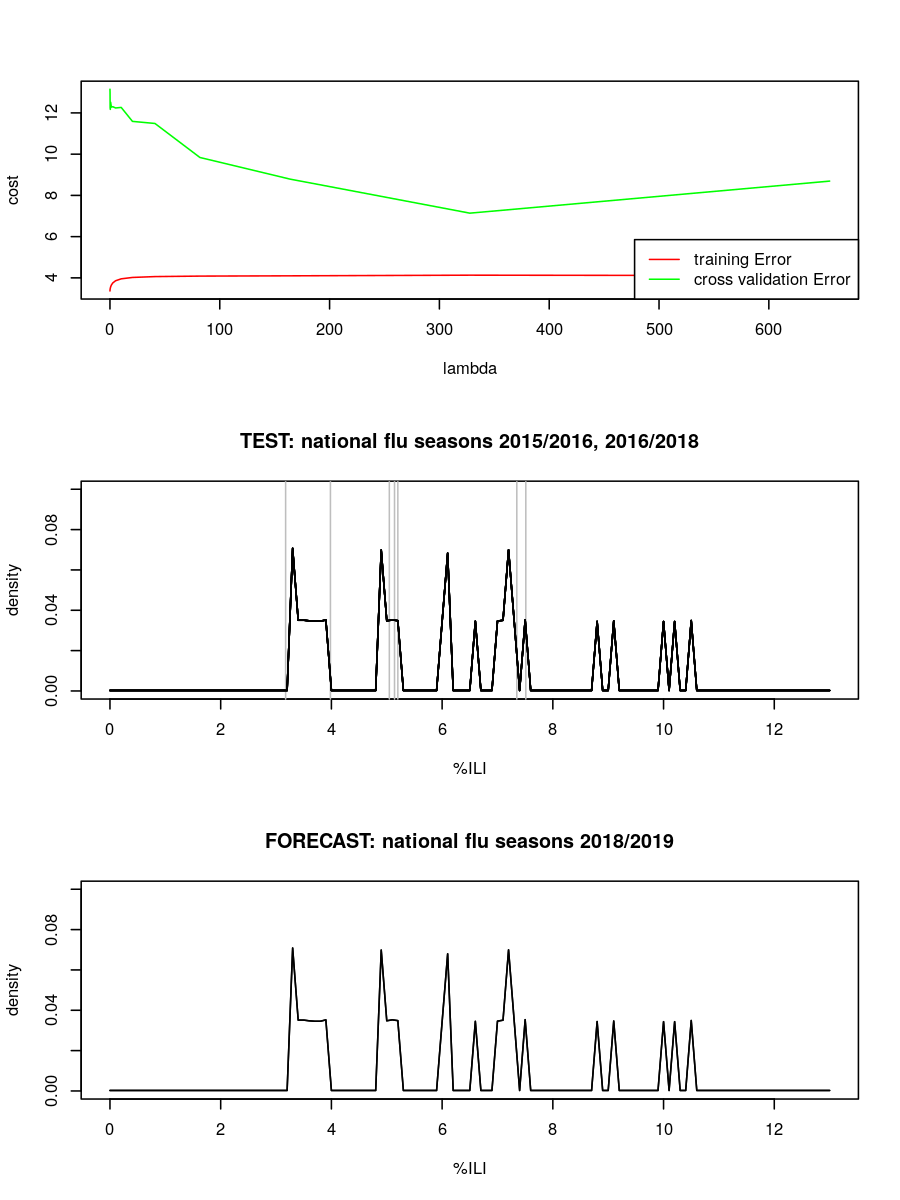 12
10
8
6
4
cost
training Error
cross validation Error
0 100 200 300 400 500 600
lambda
TEST: national flu seasons 2015/2016, 2016/2018
0.08
0.04
0.00
density
0 2 4 6 8 10 12
%ILI
FORECAST: national flu seasons 2018/2019
0.08
0.04
0.00
density
0 2 4 6 8 10 12
%ILI